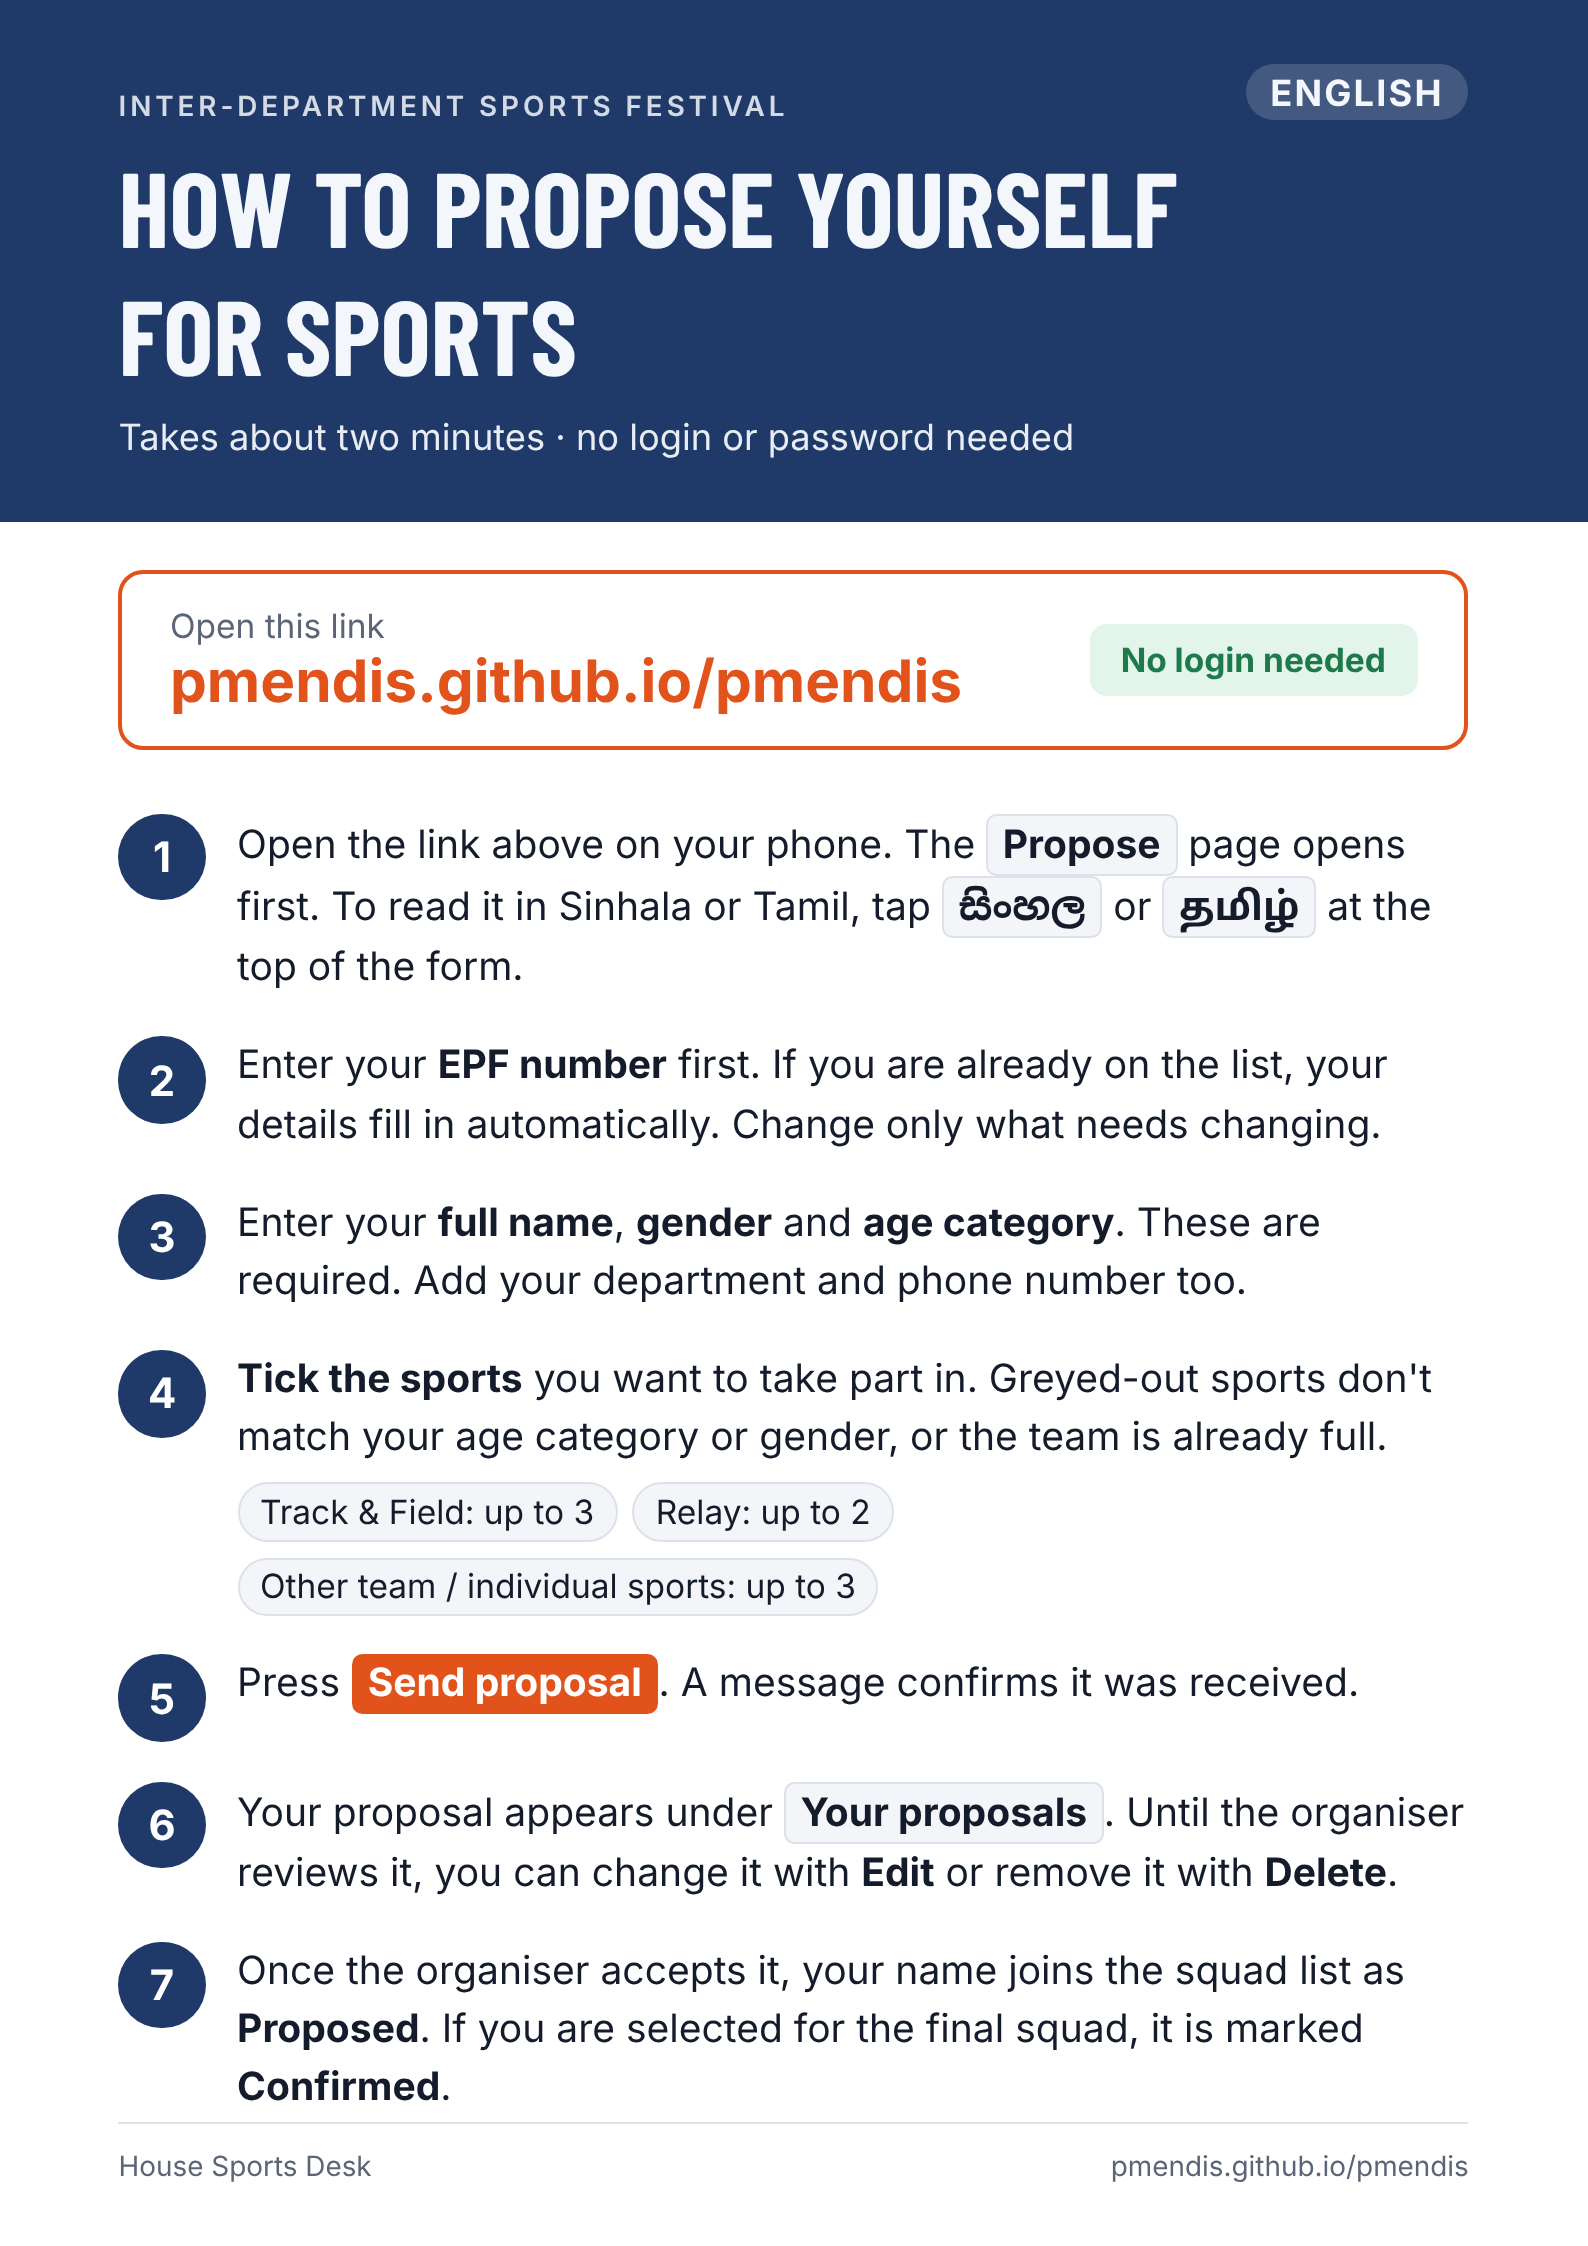 INTER-DEPARTMENT SPORTS FESTIVAL
ENGLISH
HOW TO PROPOSE YOURSELF
FOR SPORTS
Takes about two minutes · no login or password needed
Open this link
pmendis.github.io/pmendis
No login needed
1 Open the link above on your phone. The Propose page opens
first. To read it in Sinhala or Tamil, tap සිංහල or தமிழ் at the
top of the form.
2 Enter your EPF number first. If you are already on the list, your
details fill in automatically. Change only what needs changing.
3 Enter your full name, gender and age category. These are
required. Add your department and phone number too.
4 Tick the sports you want to take part in. Greyed-out sports don't
match your age category or gender, or the team is already full.
Track & Field: up to 3 Relay: up to 2
Other team / individual sports: up to 3
5 Press Send proposal. A message confirms it was received.
6 Your proposal appears under Your proposals. Until the organiser
reviews it, you can change it with Edit or remove it with Delete.
7 Once the organiser accepts it, your name joins the squad list as
Proposed. If you are selected for the final squad, it is marked
Confirmed.
House Sports Desk
pmendis.github.io/pmendis